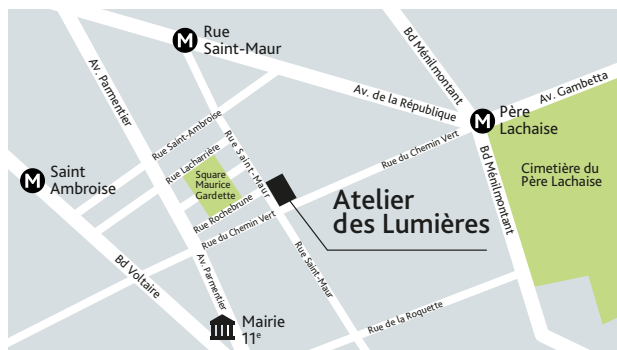 M
Rue
Saint-Maur
Bd Ménilmontant
Av. Parmentier
Av. de la République
Av. Gambetta
M
Père
Lachaise
Rue Saint-Ambroise
Rue Saint-Maur
Rue du Chemin Vert
Rue Lacharrière
Bd Ménilmontant
Cimetière du
Père Lachaise
M
Saint
Ambroise
Square
Maurice
Gardette
Rue Rochebrune
Atelier
des Lumières
Rue du Chemin Vert
Bd Voltaire
Av. Parmentier
Rue Saint-Maur
Rue de la Roquette
Mairie
11e